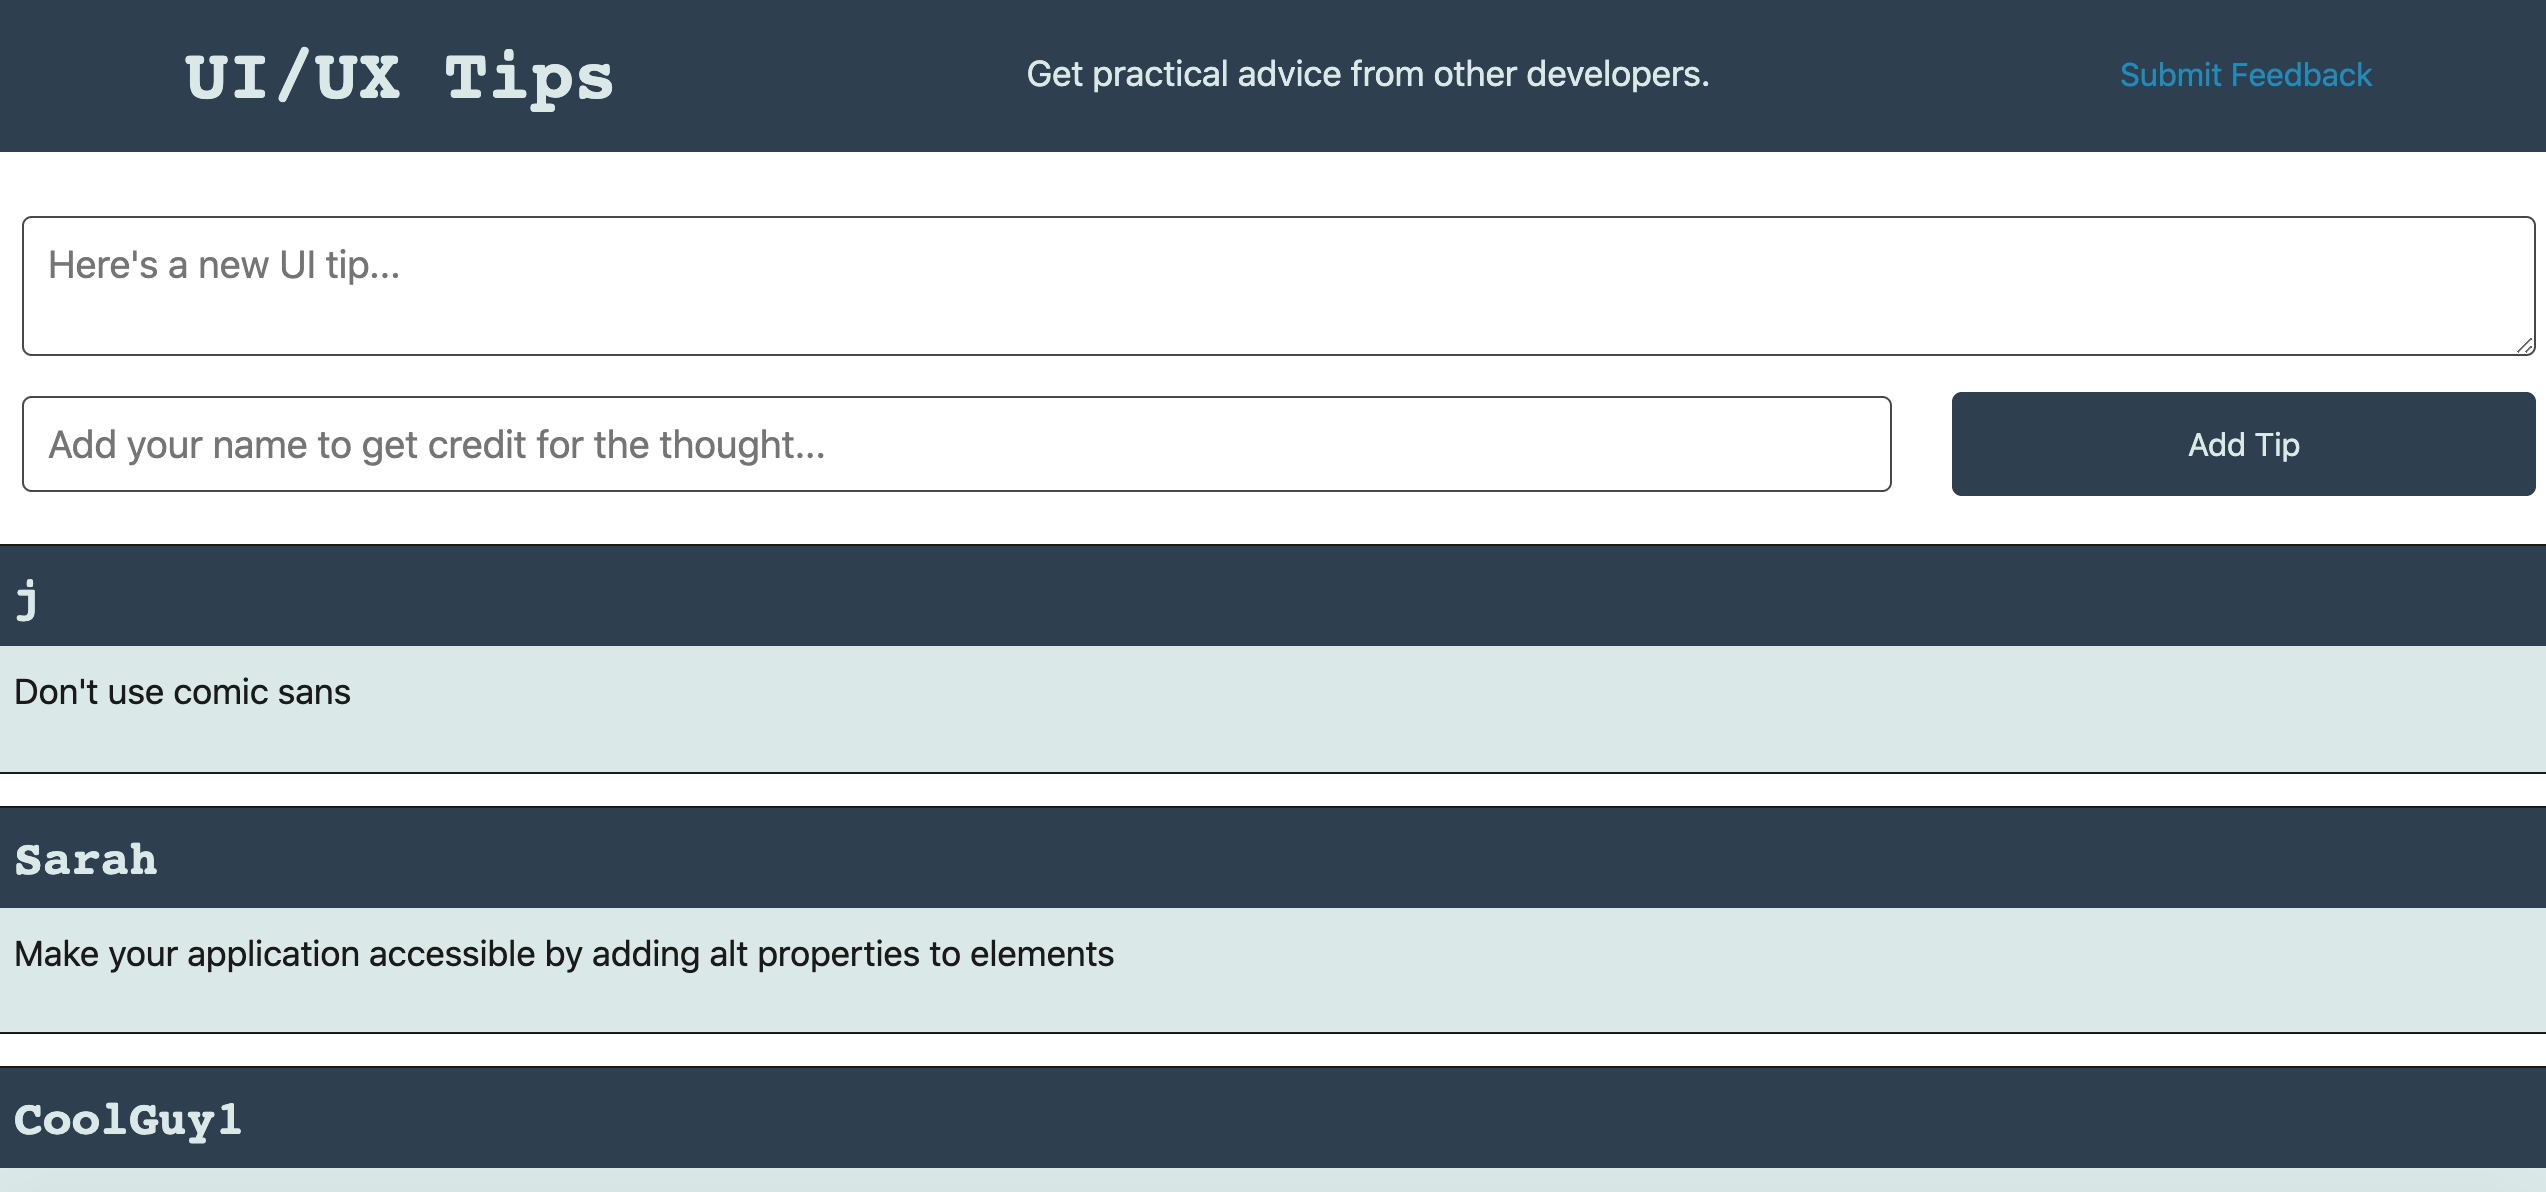 UI/UX Tips
Get practical advice from other developers.
Submit Feedback
Here's a new UI tip...
Add your name to get credit for the thought...
Add Tip
j
Don't use comic sans
Sarah
Make your application accessible by adding alt properties to elements
CoolGuy1